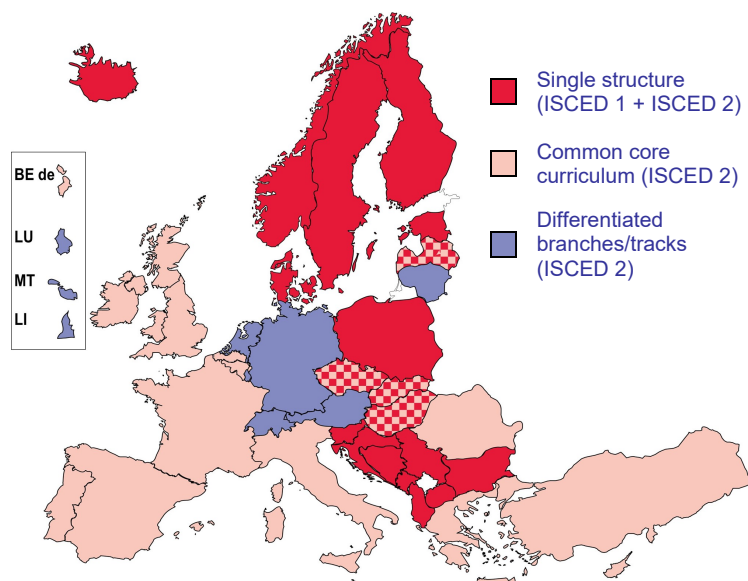 Single structure
(ISCED 1 + ISCED 2)
Common core
curriculum (ISCED 2)
Differentiated
branches/tracks
(ISCED 2)
BE de
LU
MT
LI